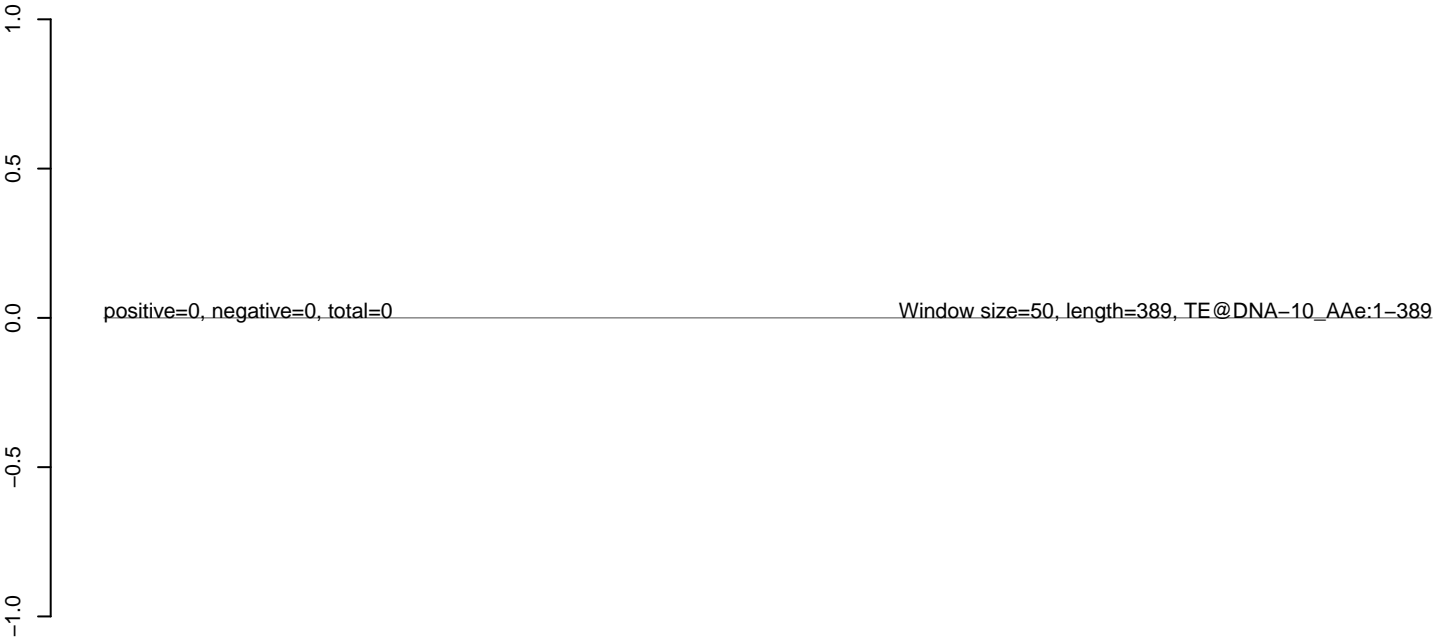 1.0
0.5
positive=0, negative=0, total=0
Window size=50, length=389, TE@DNA−10_AAe:1−389
0.0
−0.5
−1.0